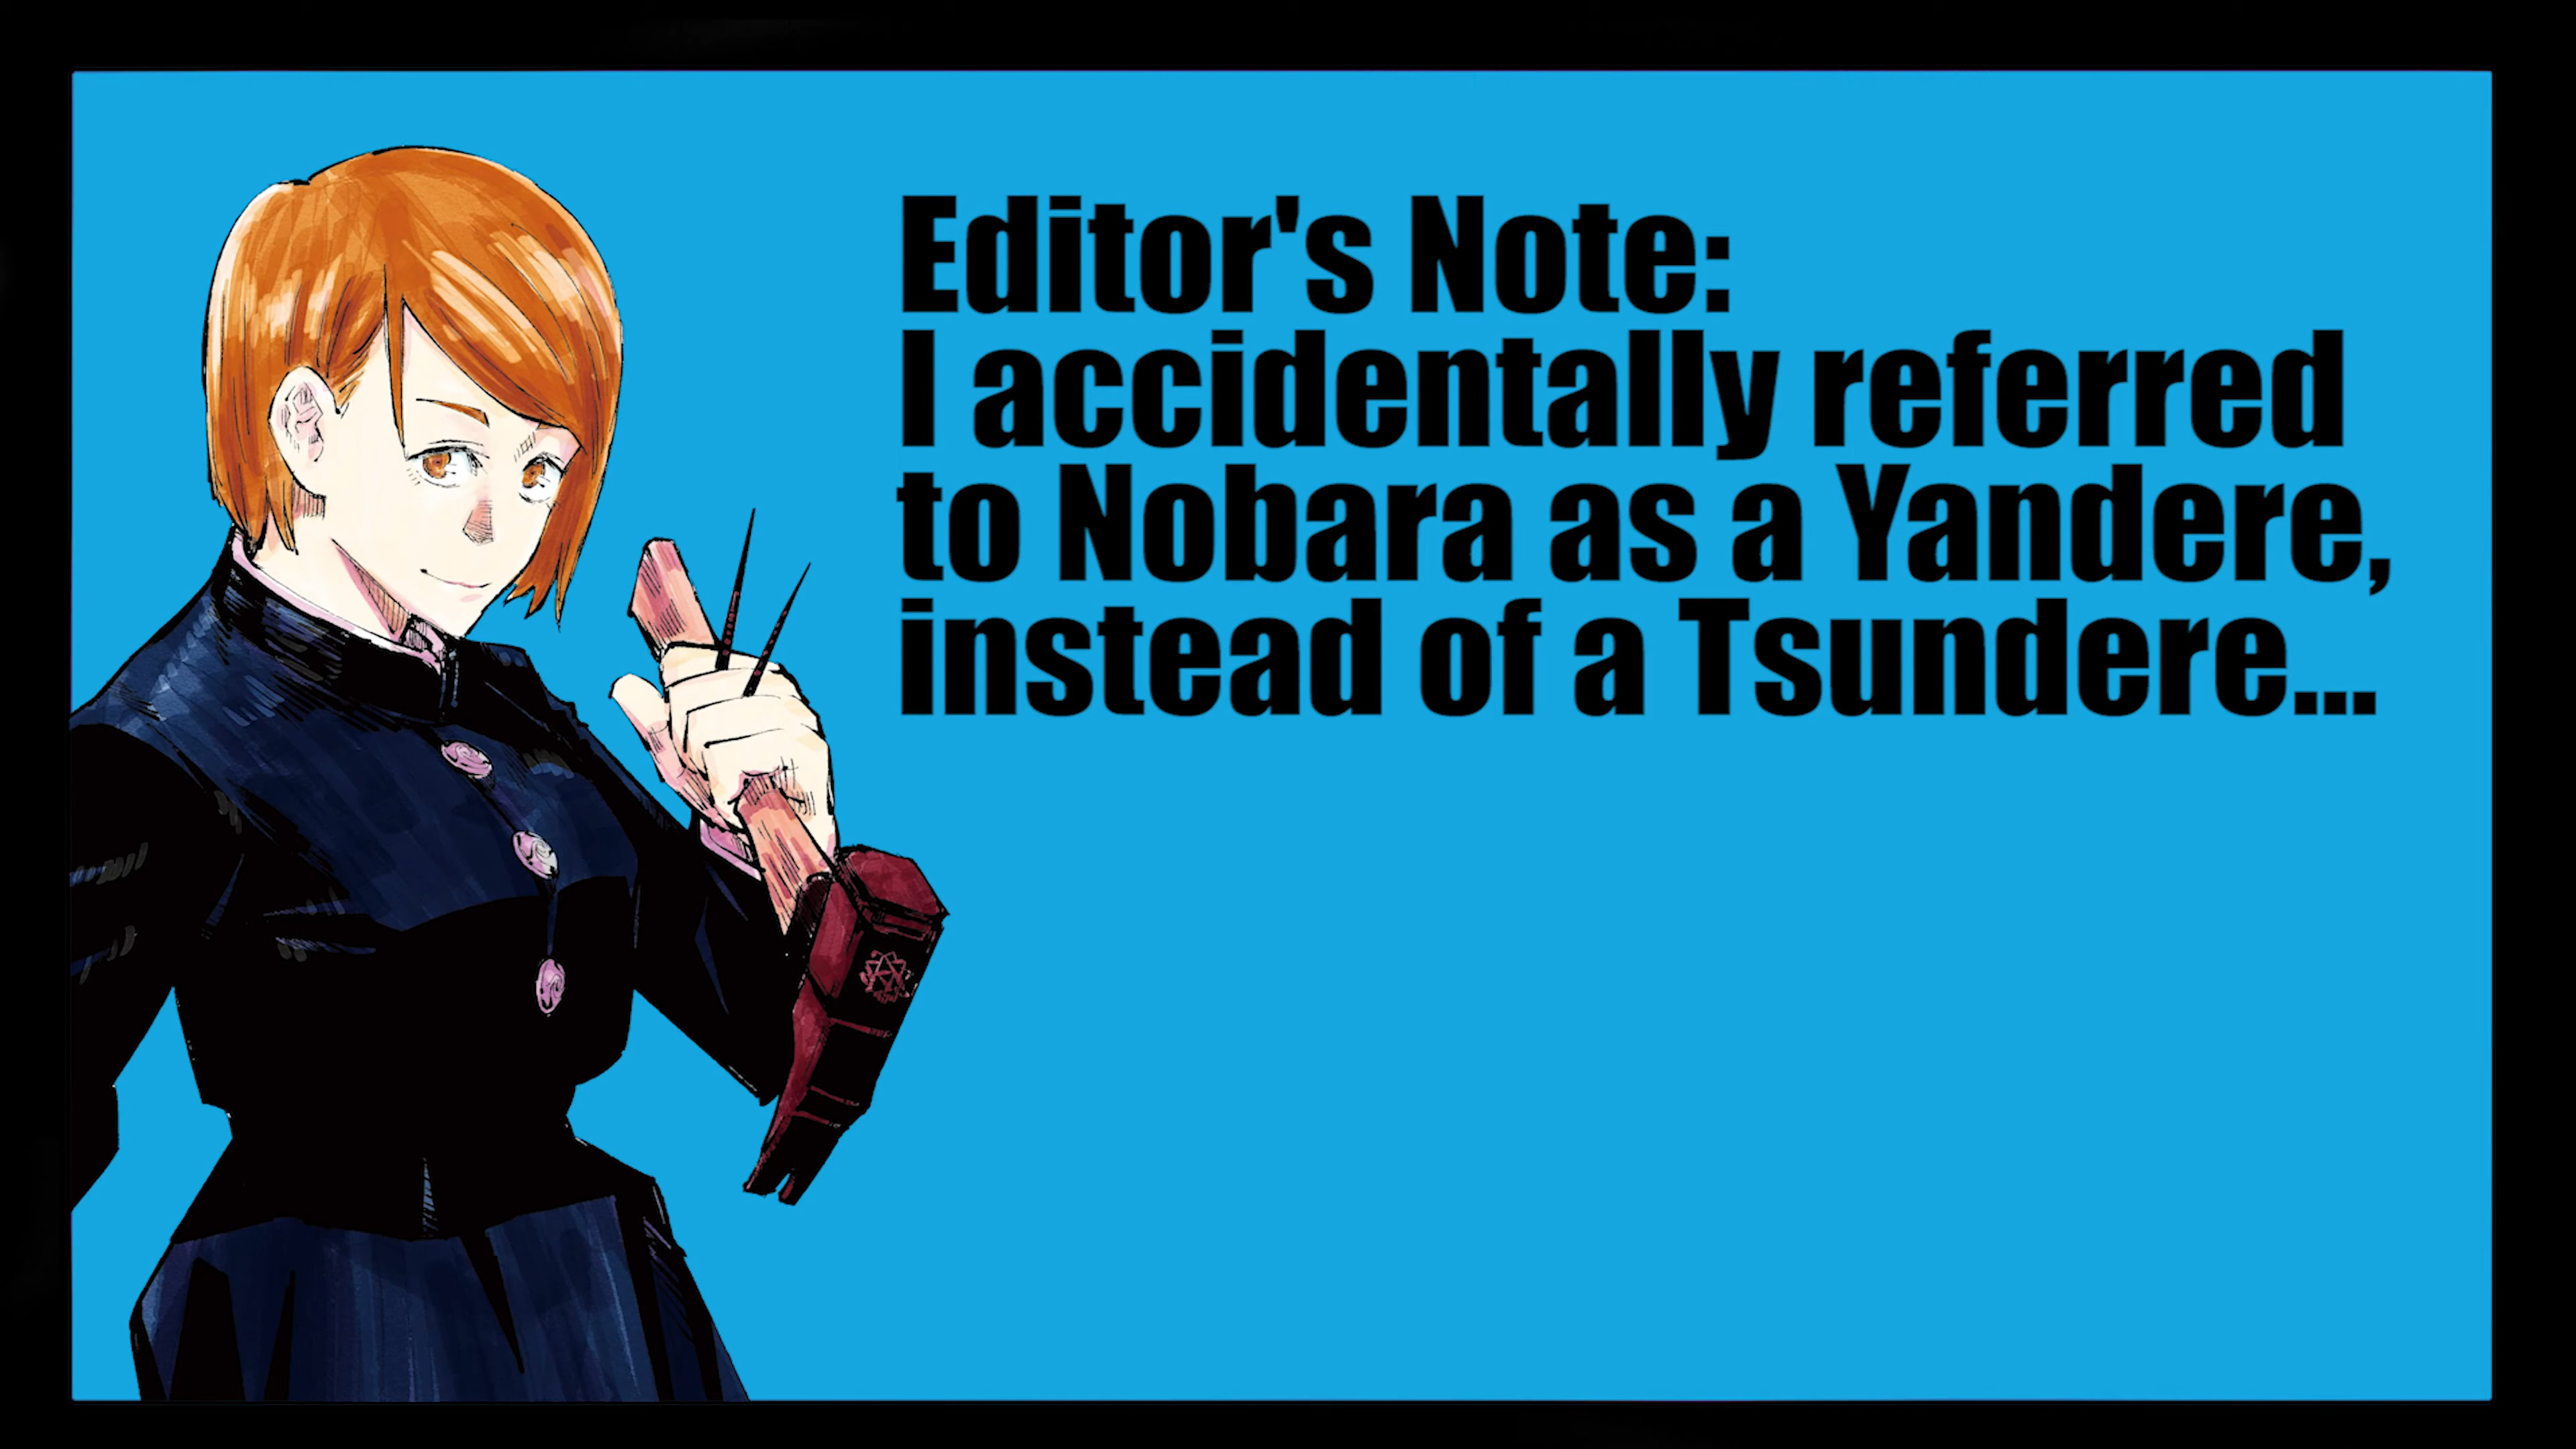 Editor's Note:
I accidentally referred
to Nobara as a Yandere,
instead of a Tsundere...